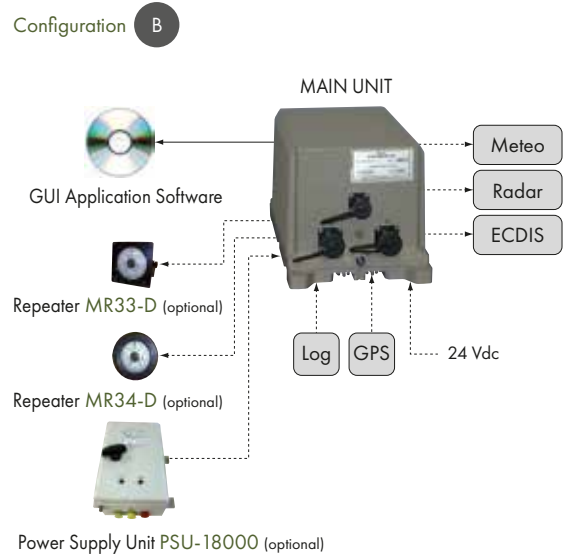 Configuration B
MAIN UNIT
GUI Application Software
Meteo
Radar
ECDIS
Repeater MR33-D (optional)
Log
GPS
24 Vdc
Repeater MR34-D (optional)
Power Supply Unit PSU-18000 (optional)